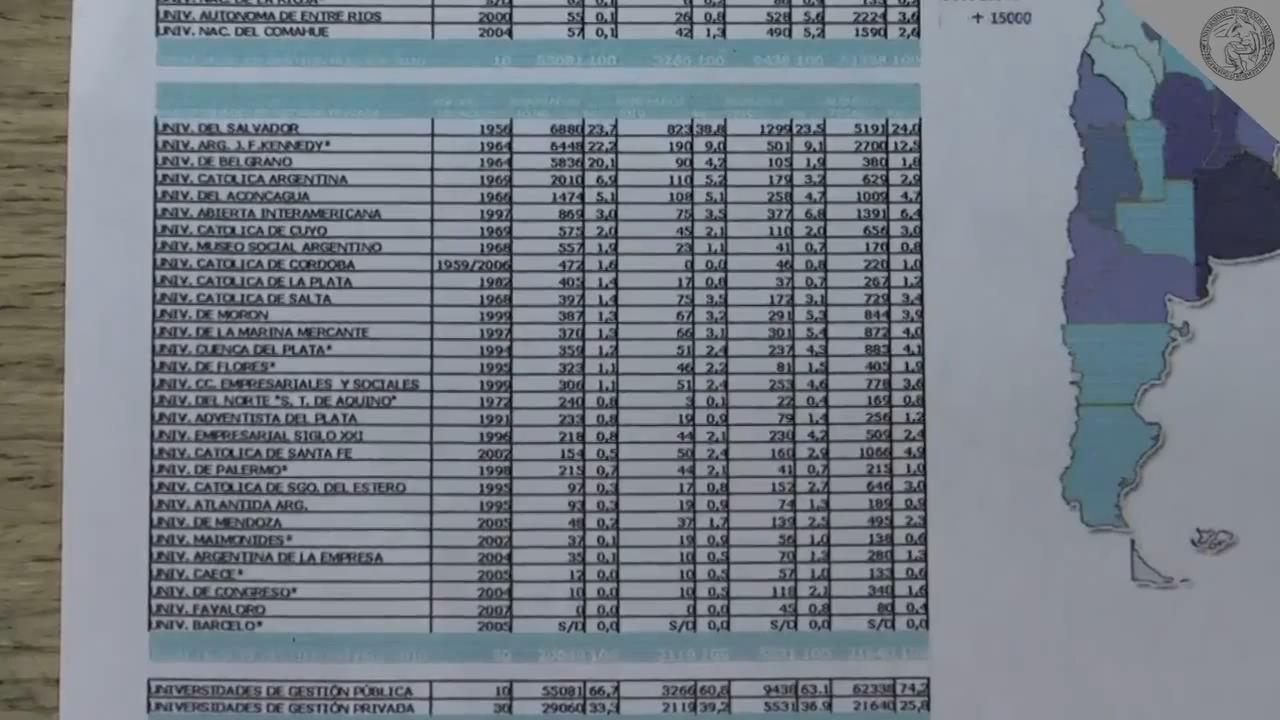 UNIV. AUTONOMA DE ENTRE RIOS 2000 55 0,1 26 0,8 528 5,6 2224 3,6
UNIV. NAC. DEL COMAHUE 2004 57 0,1 42 1,3 490 5,2 1590 2,6
+ 15000
UNIV. DEL SALVADOR 1956 6880 23,7 823 38,8 1299 23,5 5191 24,0
UNIV. ARG. J.F.KENNEDY* 1964 6448 22,2 190 9,0 501 9,1 2700 12,5
UNIV. DE BELGRANO 1964 5836 20,1 90 4,2 105 1,9 380 1,8
UNIV. CATOLICA ARGENTINA 1969 2010 6,9 110 5,2 179 3,2 629 2,9
UNIV. DEL ACONCAGUA 1966 1474 5,1 108 5,1 258 4,7 1009 4,7
UNIV. ABIERTA INTERAMERICANA 1997 869 3,0 75 3,5 377 6,8 1391 6,4
UNIV. CATOLICA DE CUYO 1969 575 2,0 45 2,1 110 2,0 656 3,0
UNIV. MUSEO SOCIAL ARGENTINO 1968 557 1,9 23 1,1 41 0,7 170 0,8
UNIV. CATOLICA DE CORDOBA 1959/2006 472 1,6 0 0,0 46 0,8 220 1,0
UNIV. CATOLICA DE LA PLATA 1982 405 1,4 17 0,8 37 0,7 267 1,2
UNIV. CATOLICA DE SALTA 1968 397 1,4 75 3,5 172 3,1 729 3,4
UNIV. DE MORON 1999 387 1,3 67 3,2 291 5,3 844 3,9
UNIV. DE LA MARINA MERCANTE 1997 370 1,3 66 3,1 301 5,4 872 4,0
UNIV. CUENCA DEL PLATA* 1994 359 1,2 51 2,4 237 4,3 883 4,1
UNIV. DE FLORES* 1995 323 1,1 46 2,2 81 1,5 405 1,9
UNIV. CC. EMPRESARIALES Y SOCIALES 1999 306 1,1 51 2,4 253 4,6 778 3,6
UNIV. DEL NORTE "S. T. DE AQUINO" 1972 240 0,8 3 0,1 22 0,4 169 0,8
UNIV. ADVENTISTA DEL PLATA 1991 233 0,8 19 0,9 79 1,4 256 1,2
UNIV. EMPRESARIAL SIGLO XXI 1996 218 0,8 44 2,1 230 4,2 509 2,4
UNIV. CATOLICA DE SANTA FE 2002 154 0,5 50 2,4 160 2,9 1066 4,9
UNIV. DE PALERMO* 1998 215 0,7 44 2,1 41 0,7 215 1,0
UNIV. CATOLICA DE SGO. DEL ESTERO 1995 97 0,3 17 0,8 152 2,7 646 3,0
UNIV. ATLANTIDA ARG. 1995 93 0,3 19 0,9 74 1,3 189 0,9
UNIV. DE MENDOZA 2005 48 0,2 37 1,7 139 2,5 495 2,3
UNIV. MAIMONIDES* 2002 37 0,1 19 0,9 56 1,0 138 0,6
UNIV. ARGENTINA DE LA EMPRESA 2004 35 0,1 10 0,5 70 1,3 280 1,3
UNIV. CAECE* 2005 12 0,0 10 0,5 57 1,0 133 0,6
UNIV. DE CONGRESO* 2004 10 0,0 10 0,5 118 2,1 340 1,6
UNIV. FAVALORO 2007 0 0,0 0 0,0 45 0,8 80 0,4
UNIV. BARCELO* 2005 S/D 0,0 S/D 0,0 S/D 0,0 S/D 0,0
UNIVERSIDADES DE GESTIÓN PÚBLICA 10 55081 66,7 3266 60,8 9438 63.1 62338 74,2
UNIVERSIDADES DE GESTIÓN PRIVADA 30 29060 33,3 2119 39,2 5531 36.9 21640 25,8